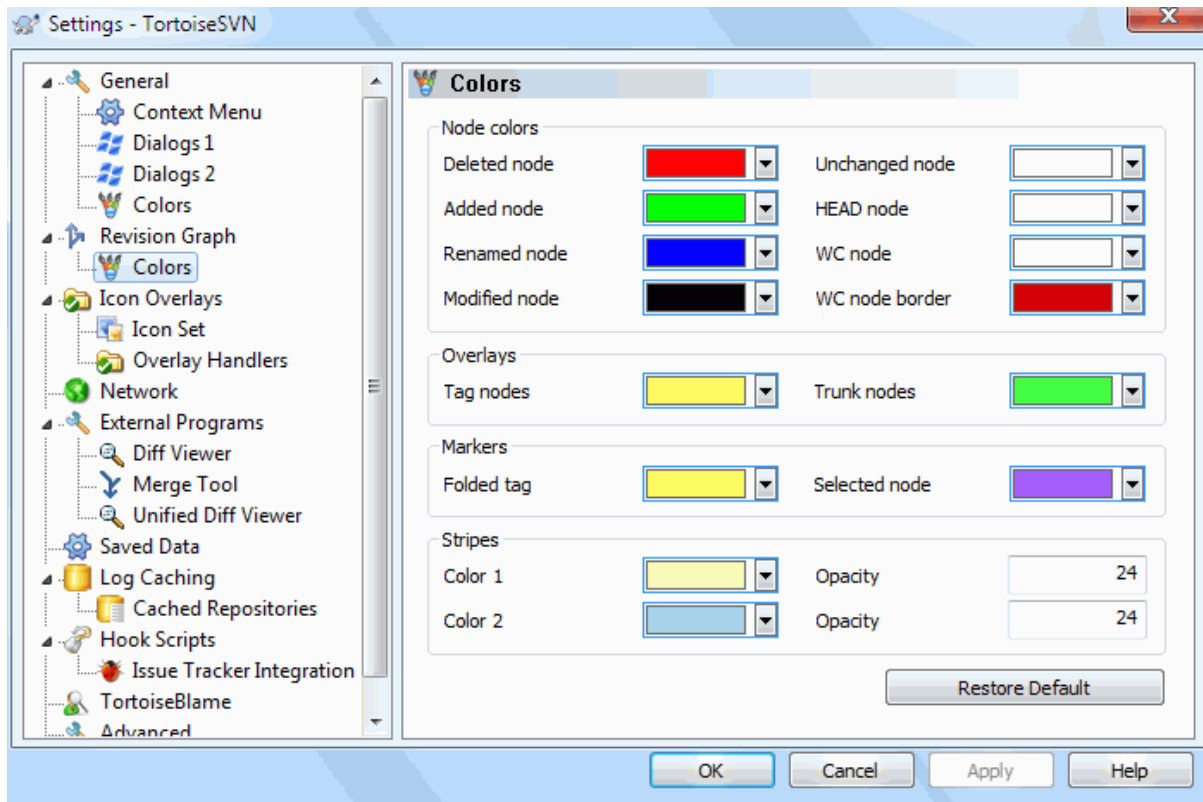 Settings - TortoiseSVN
General
Context Menu
Dialogs 1
Dialogs 2
Colors
Revision Graph
Colors
Icon Overlays
Icon Set
Overlay Handlers
Network
External Programs
Diff Viewer
Merge Tool
Unified Diff Viewer
Saved Data
Log Caching
Cached Repositories
Hook Scripts
Issue Tracker Integration
TortoiseBlame
Advanced
Colors
Node colors
Deleted node Unchanged node
Added node HEAD node
Renamed node WC node
Modified node WC node border
Overlays
Tag nodes Trunk nodes
Markers
Folded tag Selected node
Stripes
Color 1 Opacity 24
Color 2 Opacity 24
Restore Default
OK Cancel Apply Help